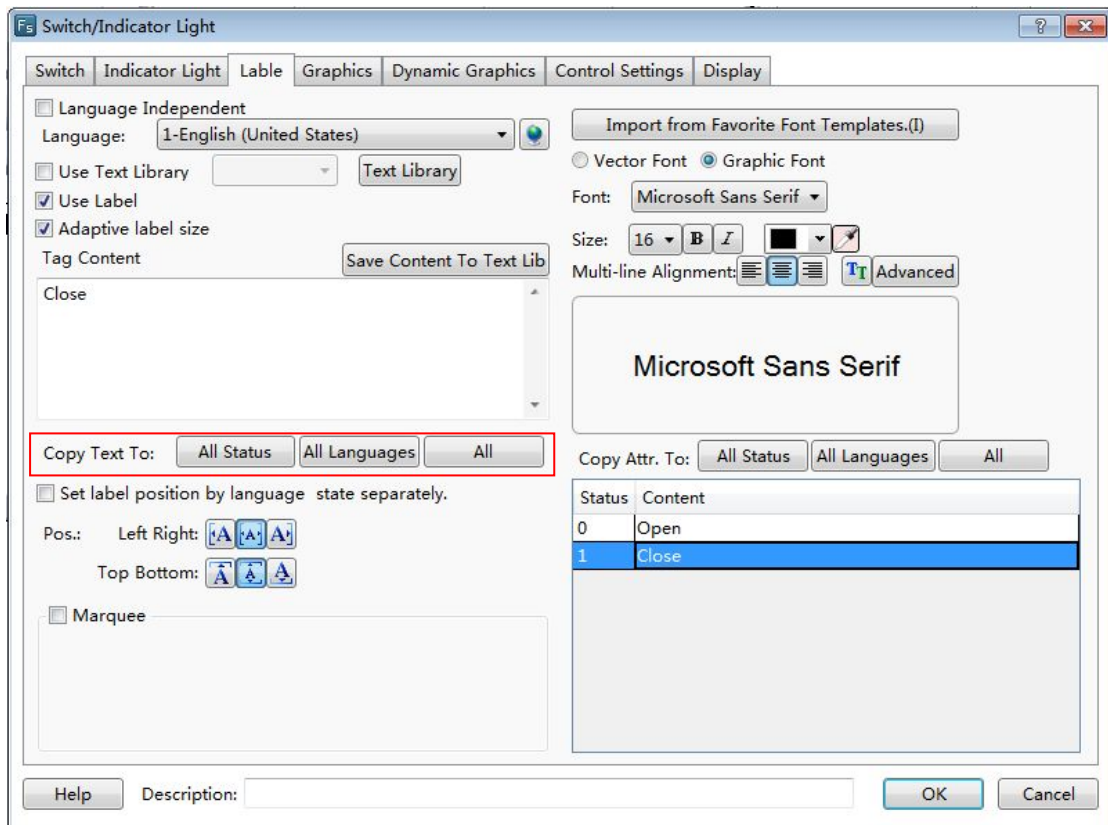 Fs Switch/Indicator Light
Switch Indicator Light Lable Graphics Dynamic Graphics Control Settings Display
Language Independent
Language: 1-English (United States)
Use Text Library Text Library
Use Label
Adaptive label size
Tag Content Save Content To Text Lib
Close
Copy Text To: All Status All Languages All
Set label position by language state separately.
Pos.: Left Right: A A A
Top Bottom: A A A
Marquee
Import from Favorite Font Templates.(I)
Vector Font Graphic Font
Font: Microsoft Sans Serif
Size: 16 B I
Multi-line Alignment: TT Advanced
Microsoft Sans Serif
Copy Attr. To: All Status All Languages All
Status Content
0 Open
1 Close
Help Description: OK Cancel